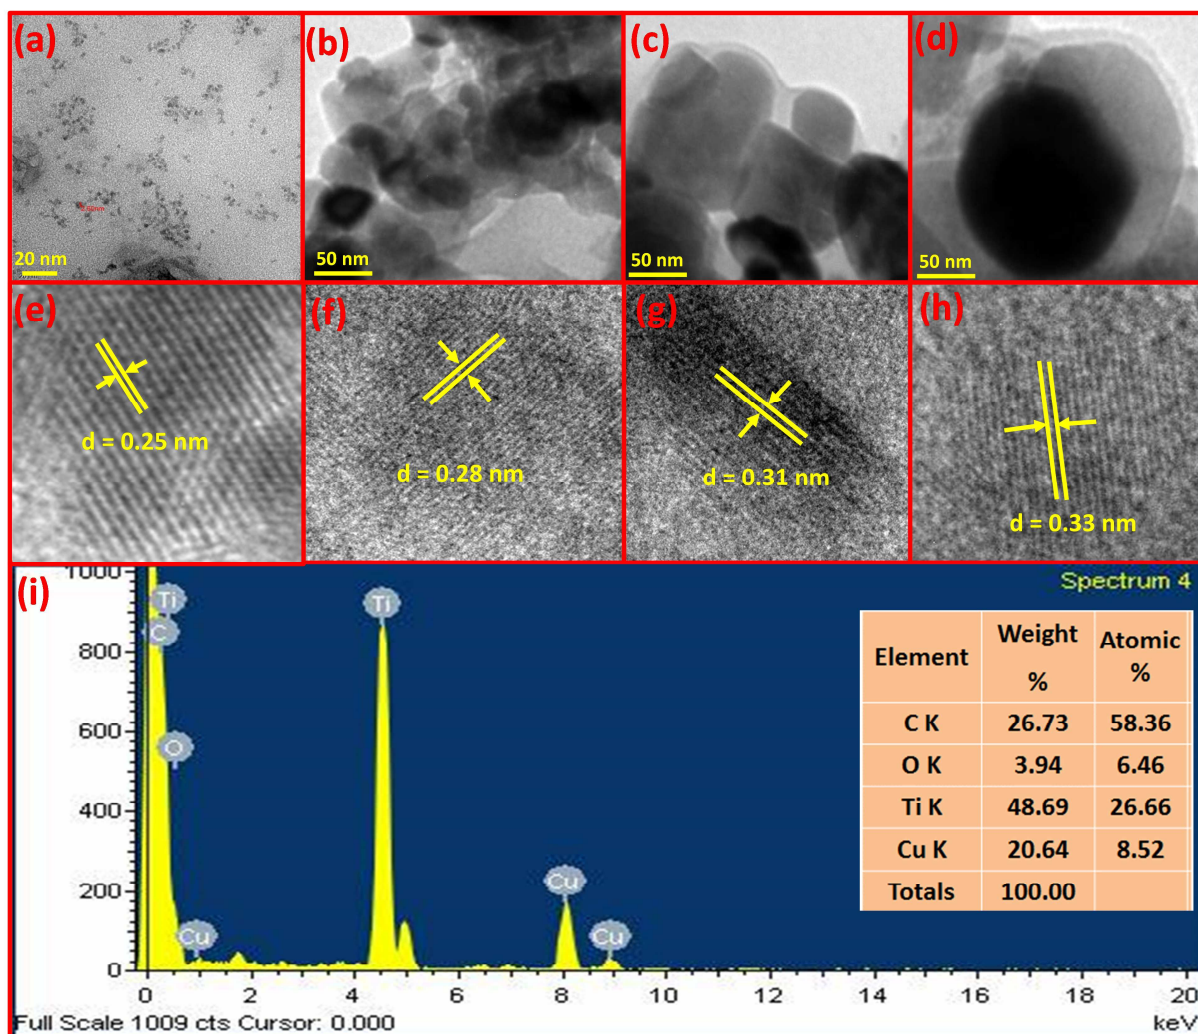 (a)
20 nm
(b)
50 nm
(c)
50 nm
(d)
50 nm
(e)
d = 0.25 nm
(f)
d = 0.28 nm
(g)
d = 0.31 nm
(h)
d = 0.33 nm
(i)
Spectrum 4
1000
800
600
400
200
0
Ti
C
O
Cu
Ti
Cu
Cu
Element Weight % Atomic %
C K 26.73 58.36
O K 3.94 6.46
Ti K 48.69 26.66
Cu K 20.64 8.52
Totals 100.00
0 2 4 6 8 10 12 14 16 18 20
Full Scale 1009 cts Cursor: 0.000 keV